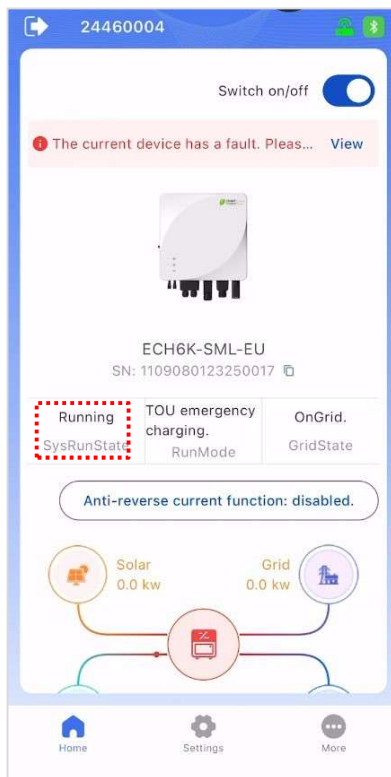 24460004
Switch on/off
The current device has a fault. Pleas... View
ECH6K-SML-EU
SN: 1109080123250017
Running
SysRunState
TOU emergency
charging.
RunMode
OnGrid.
GridState
Anti-reverse current function: disabled.
Solar
0.0 kw
Grid
0.0 kw
Home
Settings
More